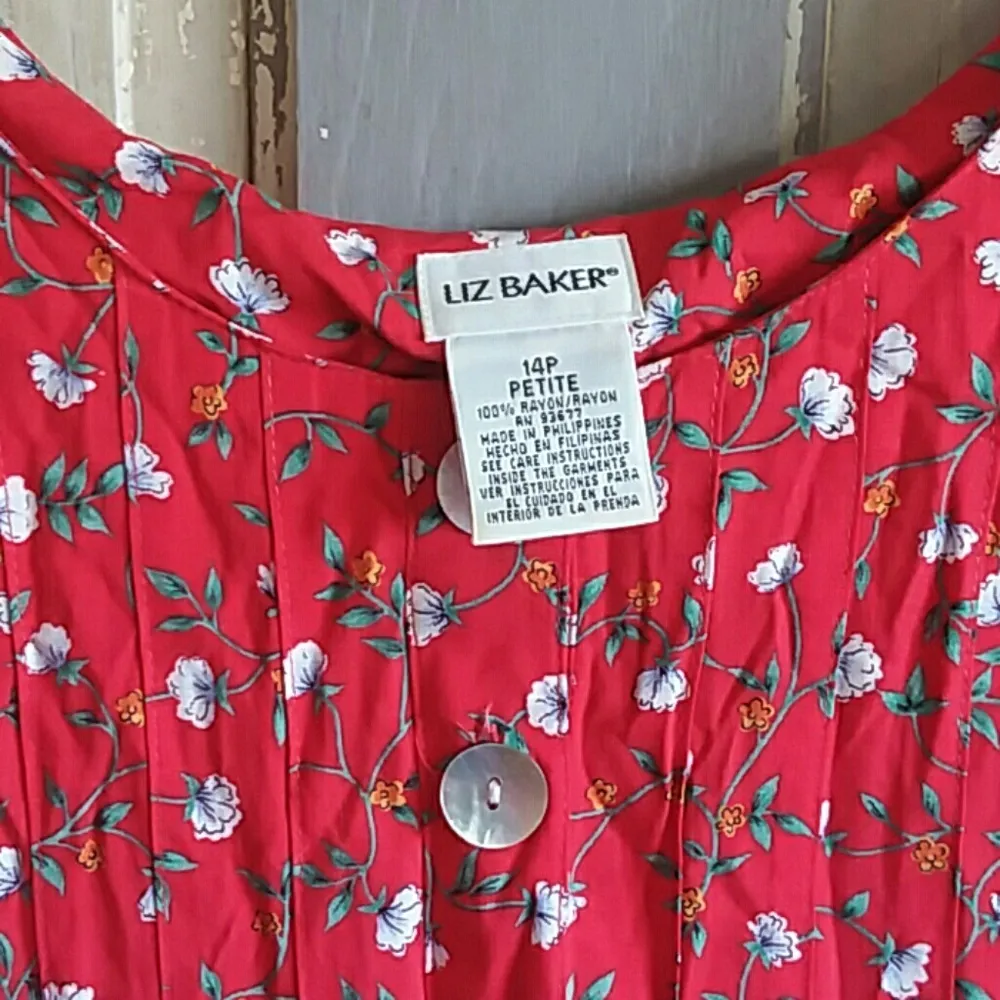 LIZ BAKER®
14P
PETITE
100% RAYON/RAYON
RN 93677
MADE IN PHILIPPINES
HECHO EN FILIPINAS
SEE CARE INSTRUCTIONS
INSIDE THE GARMENTS
VER INSTRUCCIONES PARA
EL CUIDADO EN EL
INTERIOR DE LA PRENDA